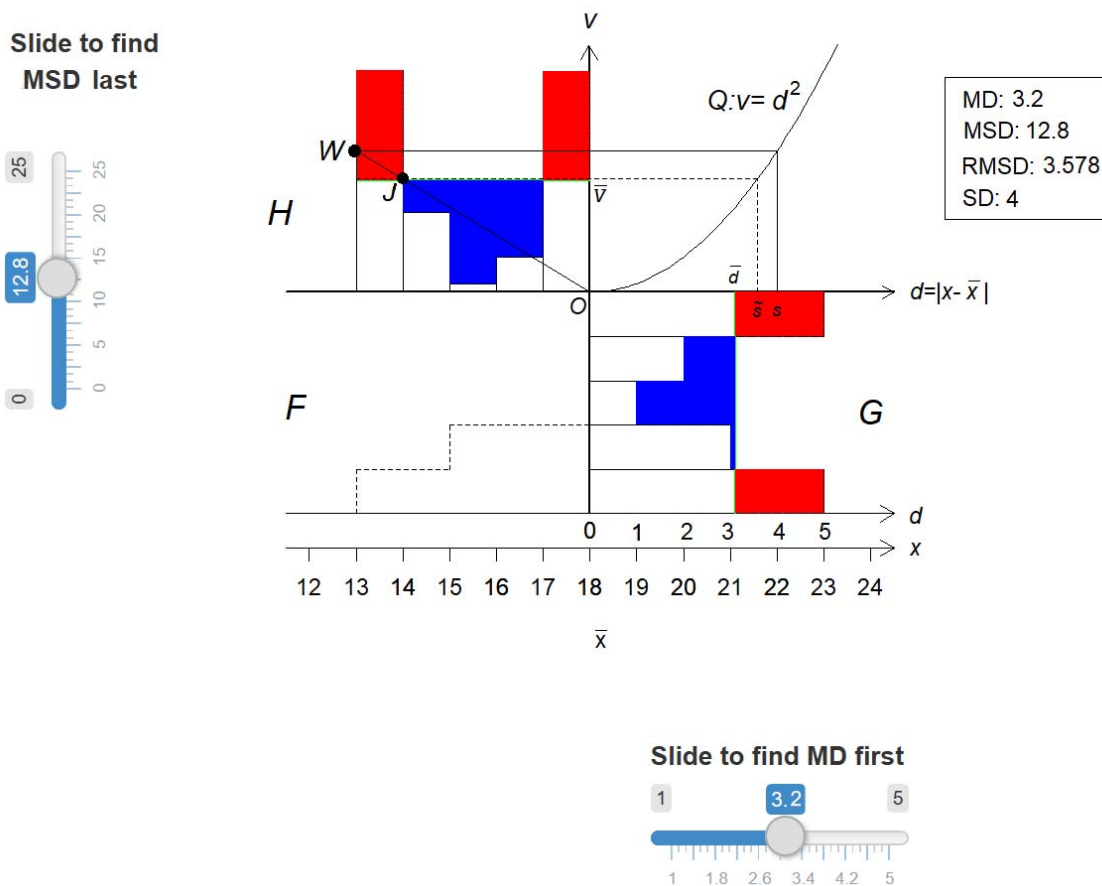 Slide to find
MSD last
25
12.8
0
25
20
15
10
5
0
v
Q:v= d²
W
J
H
v̅
d̅
O
s̃
s
d=|x- x̅ |
F
G
0 1 2 3 4 5
d
x
12 13 14 15 16 17 18 19 20 21 22 23 24
x̅
MD: 3.2
MSD: 12.8
RMSD: 3.578
SD: 4
Slide to find MD first
1 3.2 5
1 1.8 2.6 3.4 4.2 5